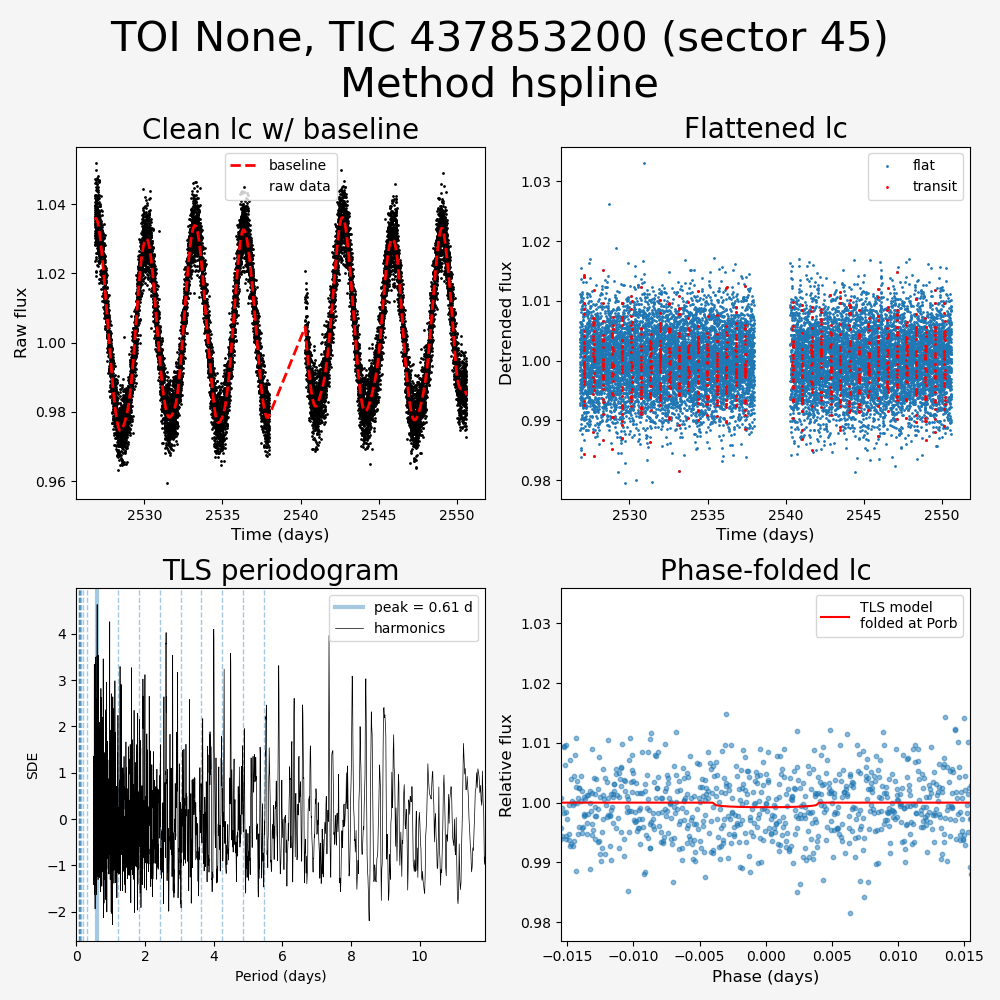 TOI None, TIC 437853200 (sector 45)
Method hspline
Clean lc w/ baseline
Flattened lc
baseline
raw data
flat
transit
Raw flux
1.04
1.02
1.00
0.98
0.96
2530
2535
2540
2545
2550
Time (days)
Detrended flux
1.03
1.02
1.01
1.00
0.99
0.98
2530
2535
2540
2545
2550
Time (days)
TLS periodogram
Phase-folded lc
peak = 0.61 d
harmonics
TLS model
folded at Porb
SDE
4
3
2
1
0
−1
−2
0
2
4
6
8
10
Period (days)
Relative flux
1.03
1.02
1.01
1.00
0.99
0.98
−0.015
−0.010
−0.005
0.000
0.005
0.010
0.015
Phase (days)